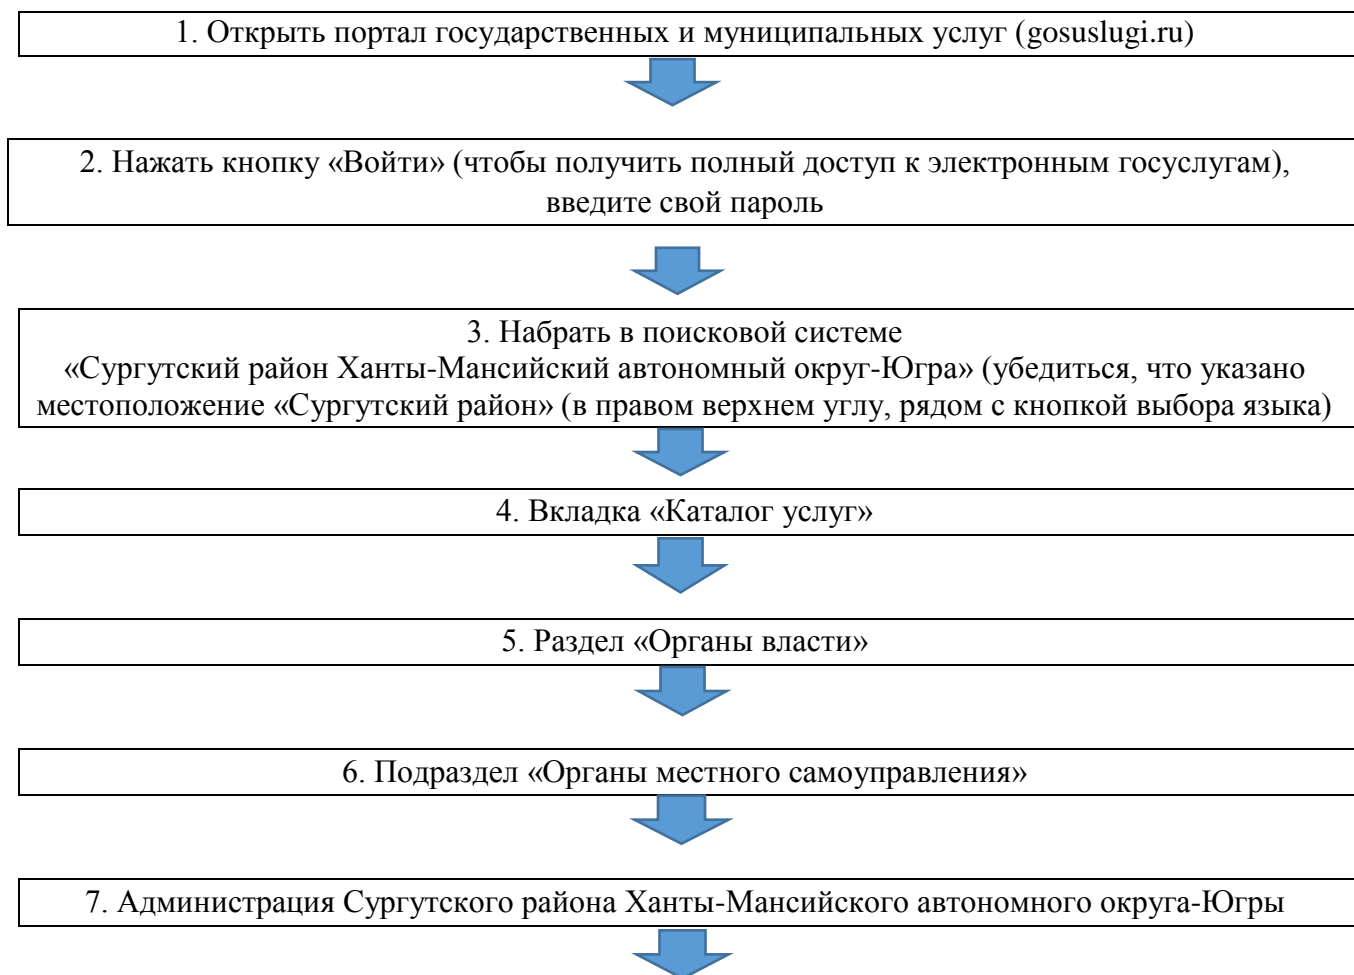 1. Открыть портал государственных и муниципальных услуг (gosuslugi.ru)
2. Нажать кнопку «Войти» (чтобы получить полный доступ к электронным госуслугам),
введите свой пароль
3. Набрать в поисковой системе
«Сургутский район Ханты-Мансийский автономный округ-Югра» (убедиться, что указано
местоположение «Сургутский район» (в правом верхнем углу, рядом с кнопкой выбора языка)
4. Вкладка «Каталог услуг»
5. Раздел «Органы власти»
6. Подраздел «Органы местного самоуправления»
7. Администрация Сургутского района Ханты-Мансийского автономного округа-Югры